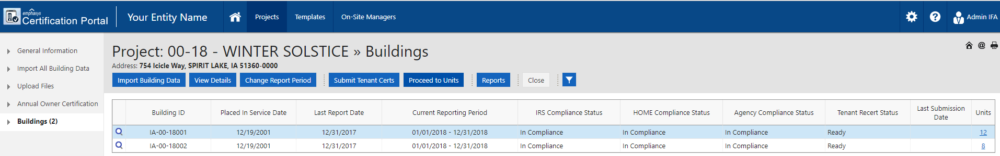 emphasys
Certification Portal
Your Entity Name
Projects
Templates
On-Site Managers
Admin IFA
General Information
Import All Building Data
Upload Files
Annual Owner Certification
Buildings (2)
Project: 00-18 - WINTER SOLSTICE » Buildings
Address: 754 Icicle Way, SPIRIT LAKE, IA 51360-0000
Import Building Data View Details Change Report Period Submit Tenant Certs Proceed to Units Reports Close
Building ID Placed In Service Date Last Report Date Current Reporting Period IRS Compliance Status HOME Compliance Status Agency Compliance Status Tenant Recert Status Last Submission Date Units
IA-00-18001 12/19/2001 12/31/2017 01/01/2018 - 12/31/2018 In Compliance In Compliance In Compliance Ready 12
IA-00-18002 12/19/2001 12/31/2017 01/01/2018 - 12/31/2018 In Compliance In Compliance In Compliance Ready 8